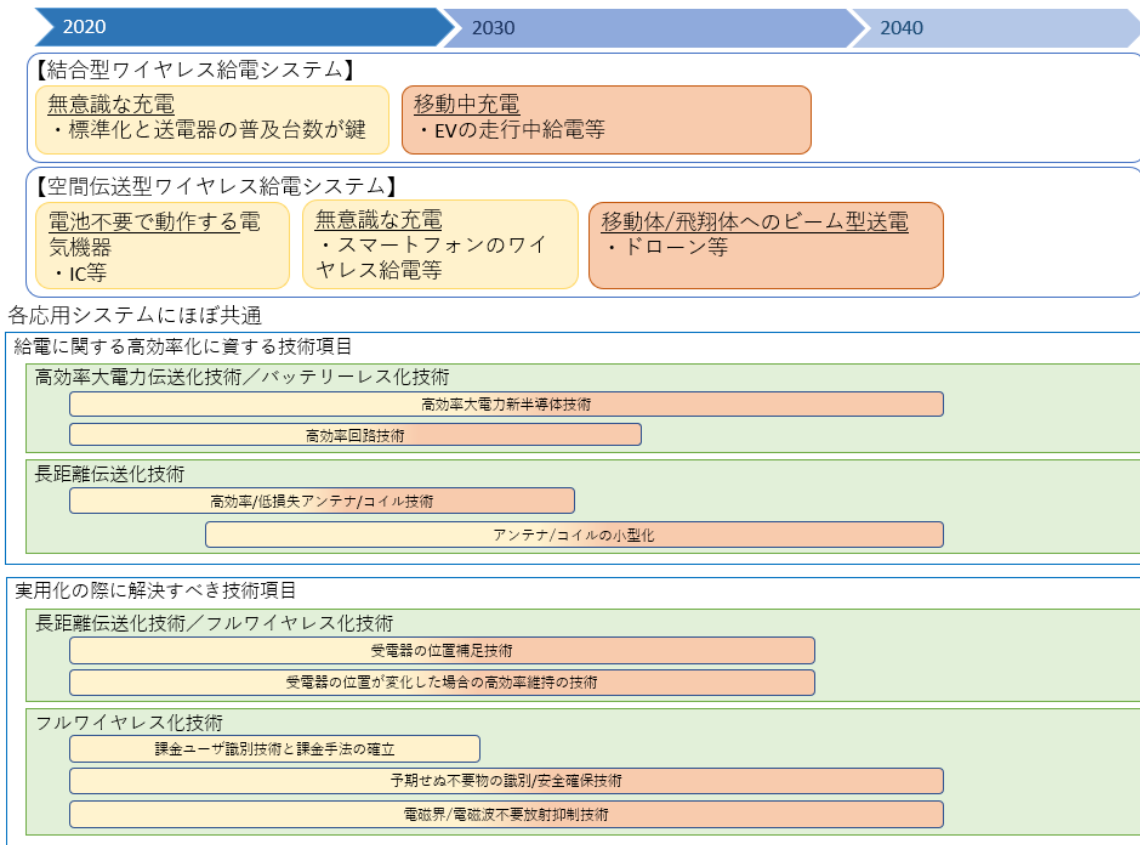 2020
2030
2040
【結合型ワイヤレス給電システム】
無意識な充電
・標準化と送電器の普及台数が鍵
移動中充電
・EVの走行中給電等
【空間伝送型ワイヤレス給電システム】
電池不要で動作する電
気機器
・IC等
無意識な充電
・スマートフォンのワイ
ヤレス給電等
移動体/飛翔体へのビーム型送電
・ドローン等
各応用システムにほぼ共通
給電に関する高効率化に資する技術項目
高効率大電力伝送化技術／バッテリーレス化技術
高効率大電力新半導体技術
高効率回路技術
長距離伝送化技術
高効率/低損失アンテナ/コイル技術
アンテナ/コイルの小型化
実用化の際に解決すべき技術項目
長距離伝送化技術／フルワイヤレス化技術
受電器の位置補足技術
受電器の位置が変化した場合の高効率維持の技術
フルワイヤレス化技術
課金ユーザ識別技術と課金手法の確立
予期せぬ不要物の識別/安全確保技術
電磁界/電磁波不要放射抑制技術